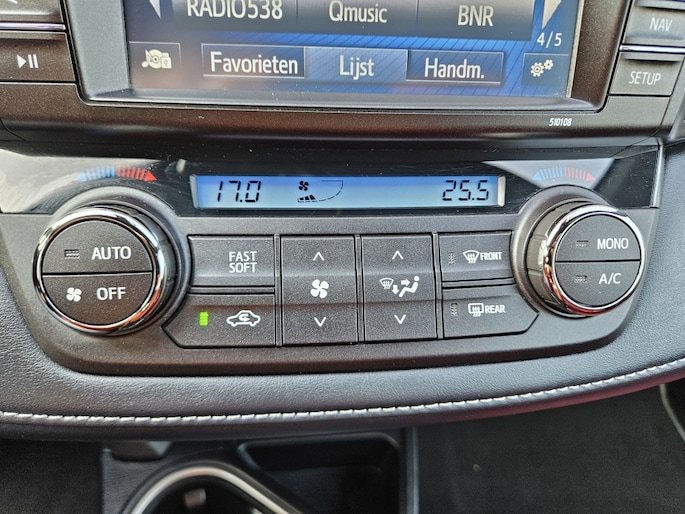 RADIO538 Qmusic BNR
4/5
Favorieten Lijst Handm.
NAV
SETUP
510108
17.0 25.5
AUTO
OFF
FAST
SOFT
FRONT
REAR
MONO
A/C